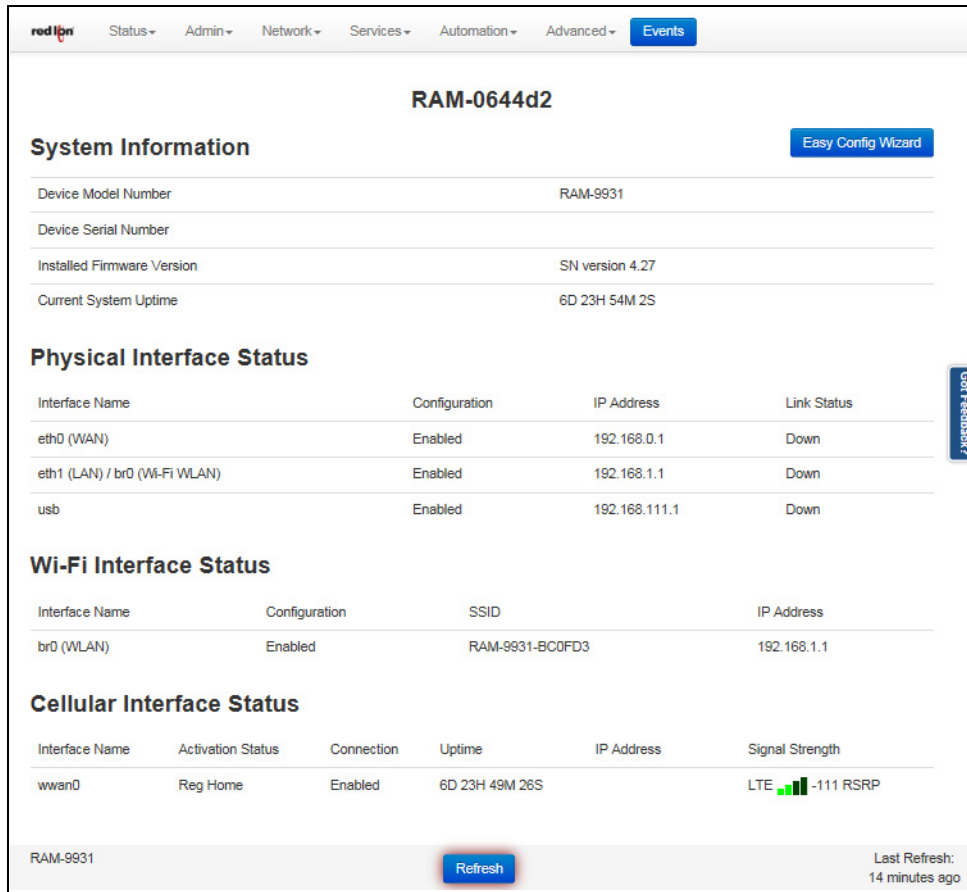 red lion Status Admin Network Services Automation Advanced Events
RAM-0644d2
System Information Easy Config Wizard
Device Model Number RAM-9931
Device Serial Number
Installed Firmware Version SN version 4.27
Current System Uptime 6D 23H 54M 2S
Physical Interface Status
Interface Name Configuration IP Address Link Status
eth0 (WAN) Enabled 192.168.0.1 Down
eth1 (LAN) / br0 (Wi-Fi WLAN) Enabled 192.168.1.1 Down
usb Enabled 192.168.111.1 Down
Got Feedback?
Wi-Fi Interface Status
Interface Name Configuration SSID IP Address
br0 (WLAN) Enabled RAM-9931-BC0FD3 192.168.1.1
Cellular Interface Status
Interface Name Activation Status Connection Uptime IP Address Signal Strength
wwan0 Reg Home Enabled 6D 23H 49M 26S LTE -111 RSRP
RAM-9931 Refresh Last Refresh:
14 minutes ago